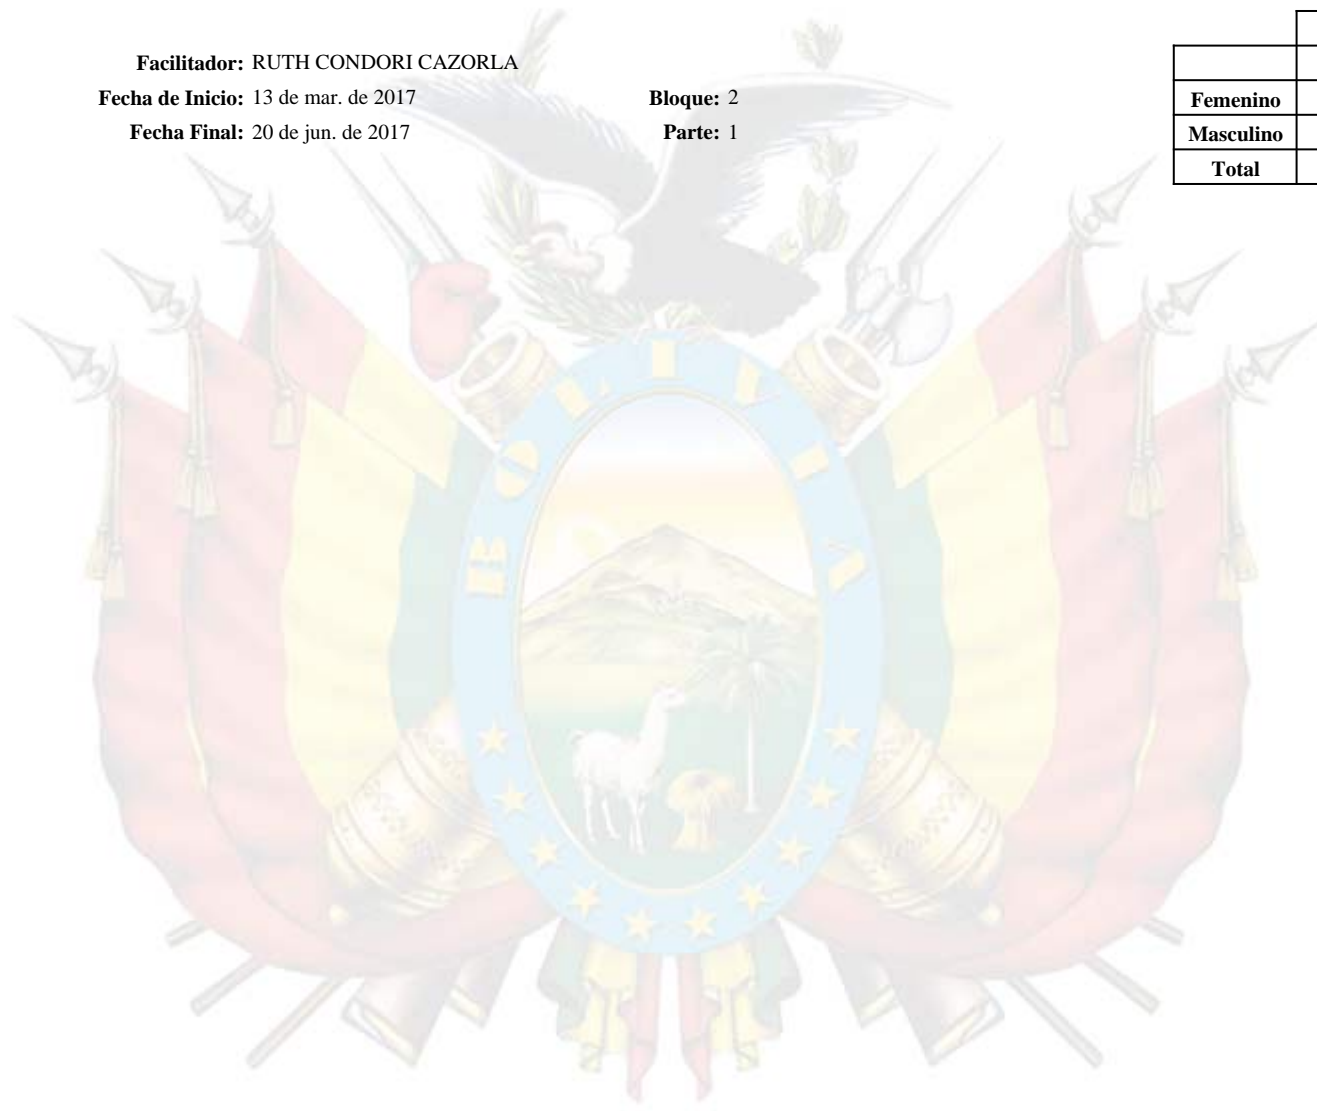 Facilitador: RUTH CONDORI CAZORLA
Fecha de Inicio: 13 de mar. de 2017 Bloque: 2
Fecha Final: 20 de jun. de 2017 Parte: 1
Femenino
Masculino
Total
BOLIVIA